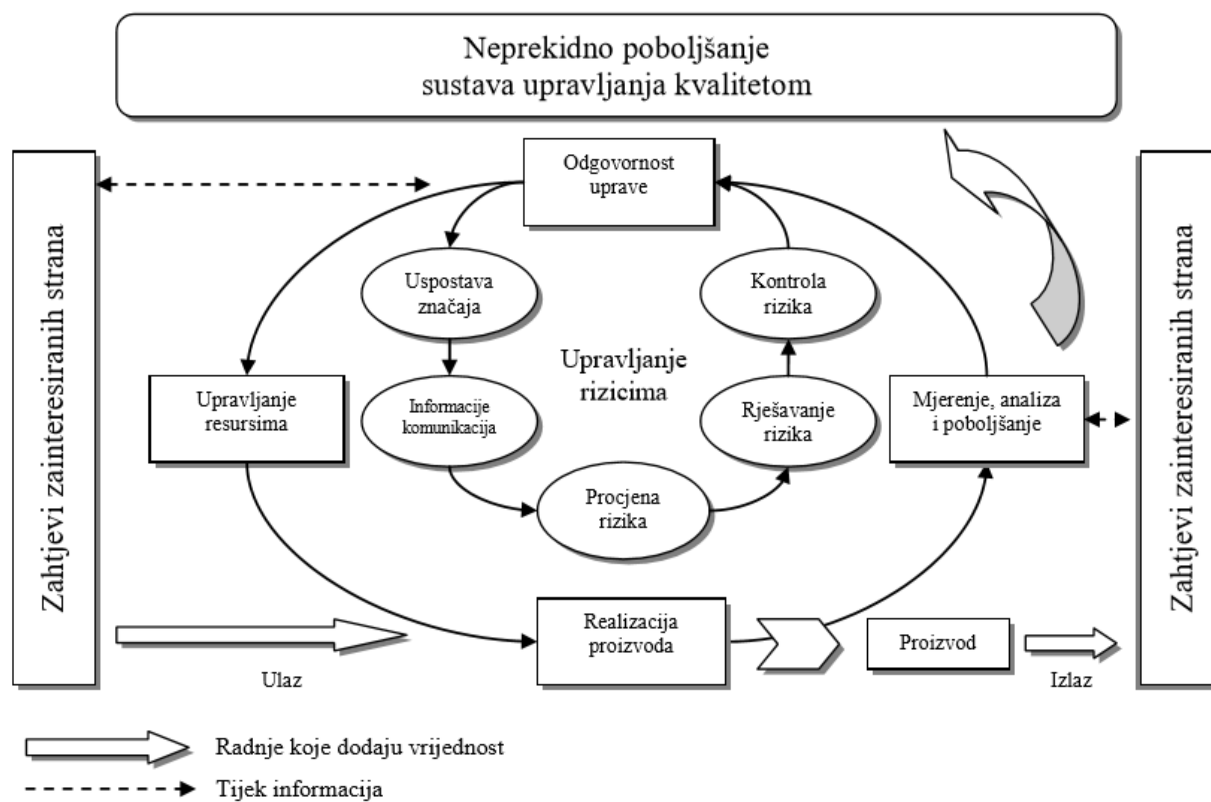 Neprekidno poboljšanje
sustava upravljanja kvalitetom
Zahtjevi zainteresiranih strana
Odgovornost
uprave
Uspostava
značaja
Kontrola
rizika
Upravljanje
rizicima
Upravljanje
resursima
Informacije
komunikacija
Rješavanje
rizika
Mjerenje, analiza
i poboljšanje
Procjena
rizika
Realizacija
proizvoda
Proizvod
Ulaz
Izlaz
Zahtjevi zainteresiranih strana
Radnje koje dodaju vrijednost
Tijek informacija